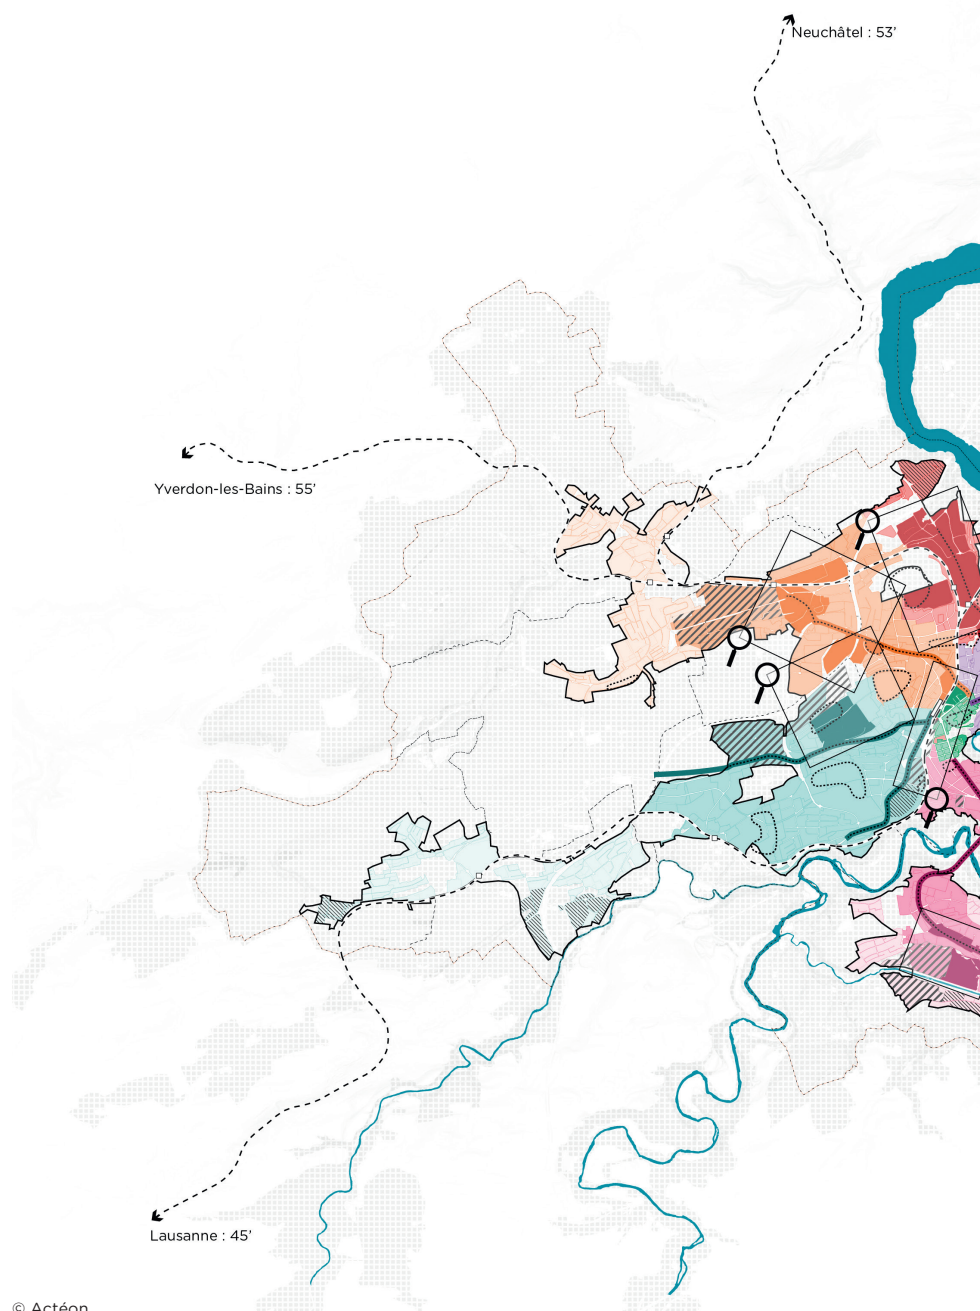 Neuchâtel : 53’
Yverdon-les-Bains : 55’
Lausanne : 45’
© Actéon